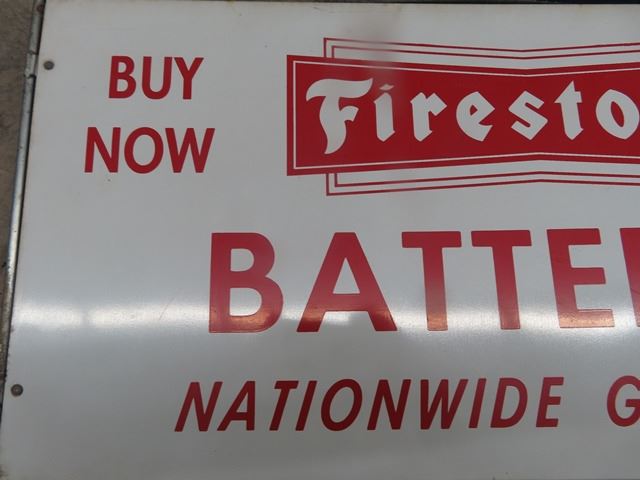 BUY
NOW
Firesto
BATTE
NATIONWIDE G